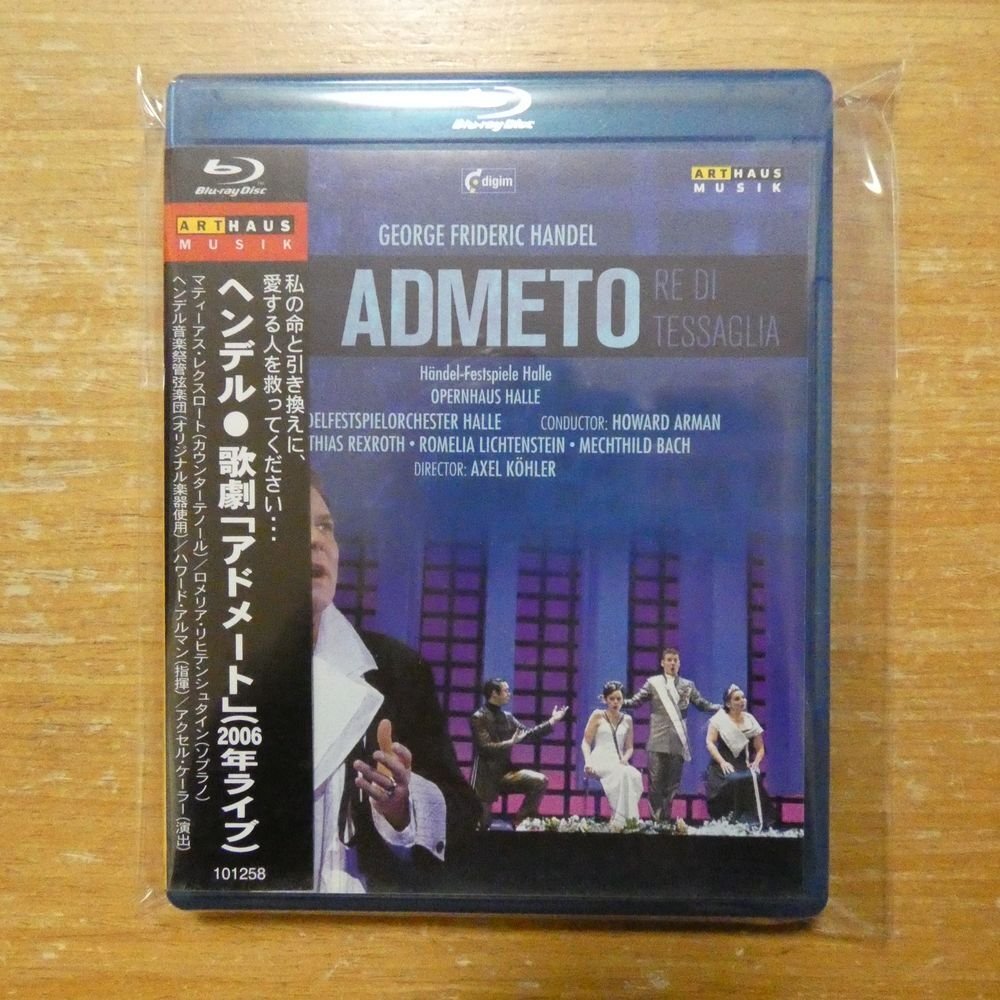 Blu-ray Disc
Blu-ray Disc
ARTHAUS
MUSIK
私の命と引き換えに、
愛する人を救ってください・・・
ヘンデル●歌劇「アドメート」(2006年ライブ)
マティーアス・レクスロート(カウンターテノール)／ロメリア・リヒテンシュタイン(ソプラノ)
ヘンデル音楽祭管弦楽団(オリジナル楽器使用)／ハワード・アルマン(指揮)／アクセル・ケーラー(演出)
101258
digim
ARTHAUS
MUSIK
GEORGE FRIDERIC HANDEL
ADMETO
RE DI
TESSAGLIA
Händel-Festspiele Halle
OPERNHAUS HALLE
DELFESTSPIELORCHESTER HALLE CONDUCTOR: HOWARD ARMAN
THIAS REXROTH • ROMELIA LICHTENSTEIN • MECHTHILD BACH
DIRECTOR: AXEL KÖHLER